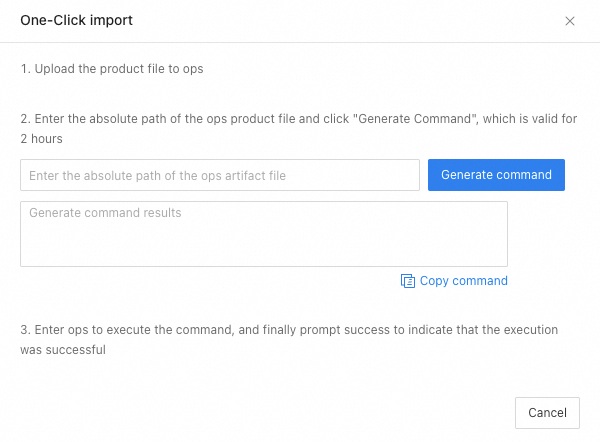 One-Click import
1. Upload the product file to ops
2. Enter the absolute path of the ops product file and click "Generate Command", which is valid for
2 hours
Enter the absolute path of the ops artifact file
Generate command
Generate command results
Copy command
3. Enter ops to execute the command, and finally prompt success to indicate that the execution
was successful
Cancel